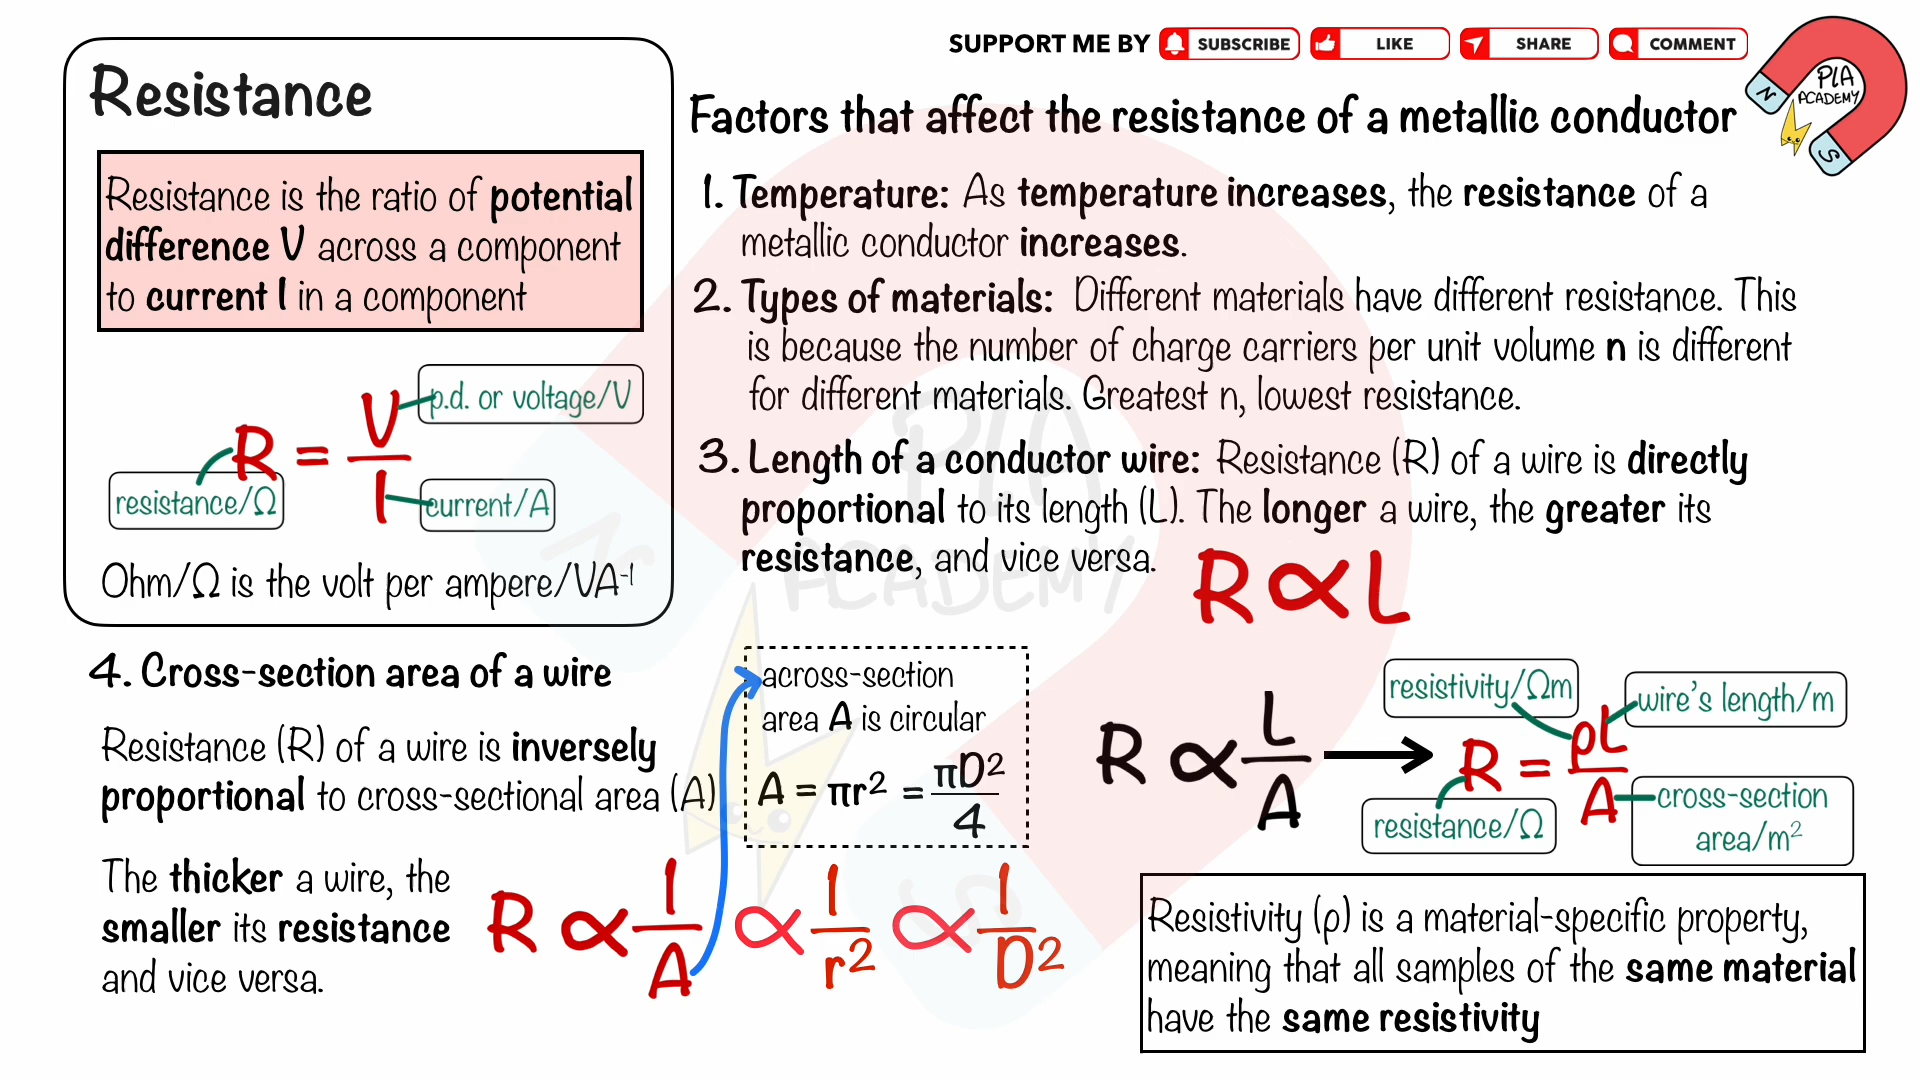 SUPPORT ME BY SUBSCRIBE LIKE SHARE COMMENT
PLA
ACADEMY
N
S
Resistance
Resistance is the ratio of potential
difference V across a component
to current I in a component
R = V/I
p.d. or voltage/V
resistance/Ω
current/A
Ohm/Ω is the volt per ampere/VA⁻¹
Factors that affect the resistance of a metallic conductor
1. Temperature: As temperature increases, the resistance of a
metallic conductor increases.
2. Types of materials: Different materials have different resistance. This
is because the number of charge carriers per unit volume n is different
for different materials. Greatest n, lowest resistance.
3. Length of a conductor wire: Resistance (R) of a wire is directly
proportional to its length (L). The longer a wire, the greater its
resistance, and vice versa.
R ∝ L
PLA
ACADEMY
N
S
4. Cross-section area of a wire
Resistance (R) of a wire is inversely
proportional to cross-sectional area (A)
The thicker a wire, the
smaller its resistance
and vice versa.
R ∝ 1/A ∝ 1/r² ∝ 1/D²
across-section
area A is circular
A = πr² = πD²/4
R ∝ L/A → R = ρL/A
resistivity/Ωm
wire's length/m
resistance/Ω
cross-section
area/m²
Resistivity (ρ) is a material-specific property,
meaning that all samples of the same material
have the same resistivity